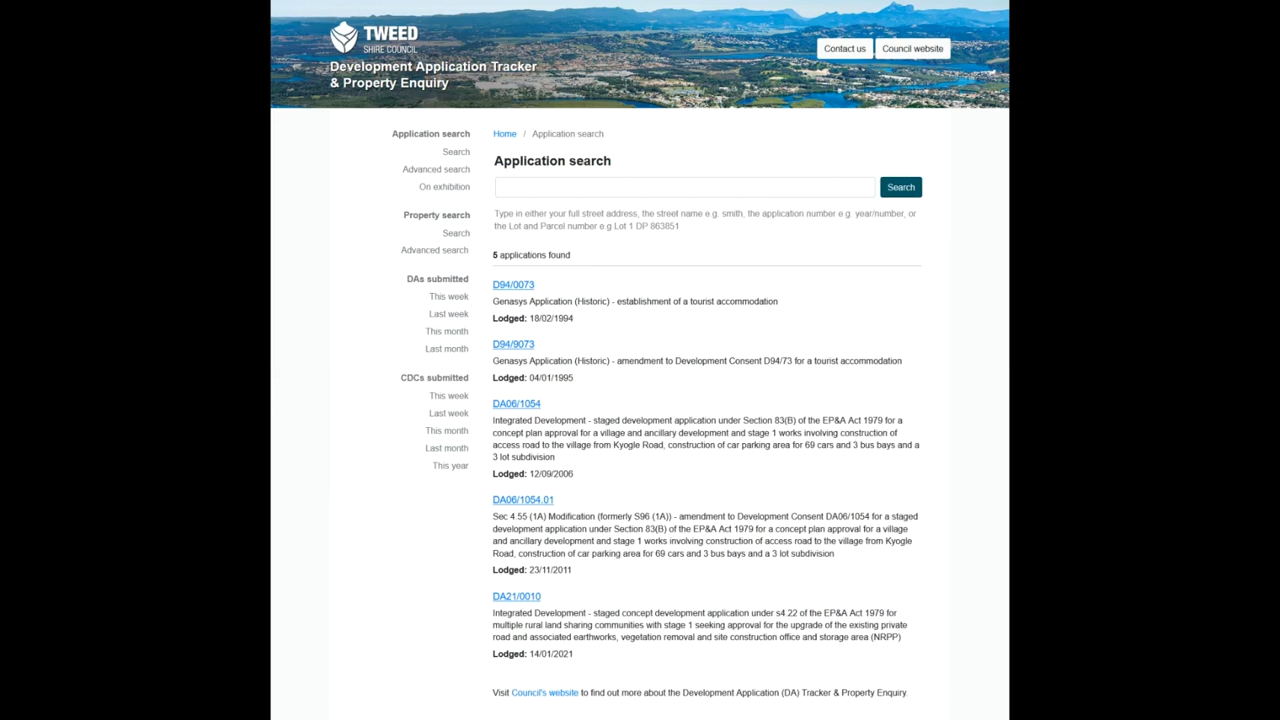 TWEED
SHIRE COUNCIL
Development Application Tracker
& Property Enquiry
Contact us
Council website
Application search
Search
Advanced search
On exhibition
Property search
Search
Advanced search
DAs submitted
This week
Last week
This month
Last month
CDCs submitted
This week
Last week
This month
Last month
This year
Home / Application search
Application search
Search
Type in either your full street address, the street name e.g. smith, the application number e.g. year/number, or
the Lot and Parcel number e g Lot 1 DP 863851
5 applications found
D94/0073
Genasys Application (Historic) - establishment of a tourist accommodation
Lodged: 18/02/1994
D94/9073
Genasys Application (Historic) - amendment to Development Consent D94/73 for a tourist accommodation
Lodged: 04/01/1995
DA06/1054
Integrated Development - staged development application under Section 83(B) of the EP&A Act 1979 for a
concept plan approval for a village and ancillary development and stage 1 works involving construction of
access road to the village from Kyogle Road, construction of car parking area for 69 cars and 3 bus bays and a
3 lot subdivision
Lodged: 12/09/2006
DA06/1054.01
Sec 4 55 (1A) Modification (formerly S96 (1A)) - amendment to Development Consent DA06/1054 for a staged
development application under Section 83(B) of the EP&A Act 1979 for a concept plan approval for a village
and ancillary development and stage 1 works involving construction of access road to the village from Kyogle
Road, construction of car parking area for 69 cars and 3 bus bays and a 3 lot subdivision
Lodged: 23/11/2011
DA21/0010
Integrated Development - staged concept development application under s4.22 of the EP&A Act 1979 for
multiple rural land sharing communities with stage 1 seeking approval for the upgrade of the existing private
road and associated earthworks, vegetation removal and site construction office and storage area (NRPP)
Lodged: 14/01/2021
Visit Council's website to find out more about the Development Application (DA) Tracker & Property Enquiry.